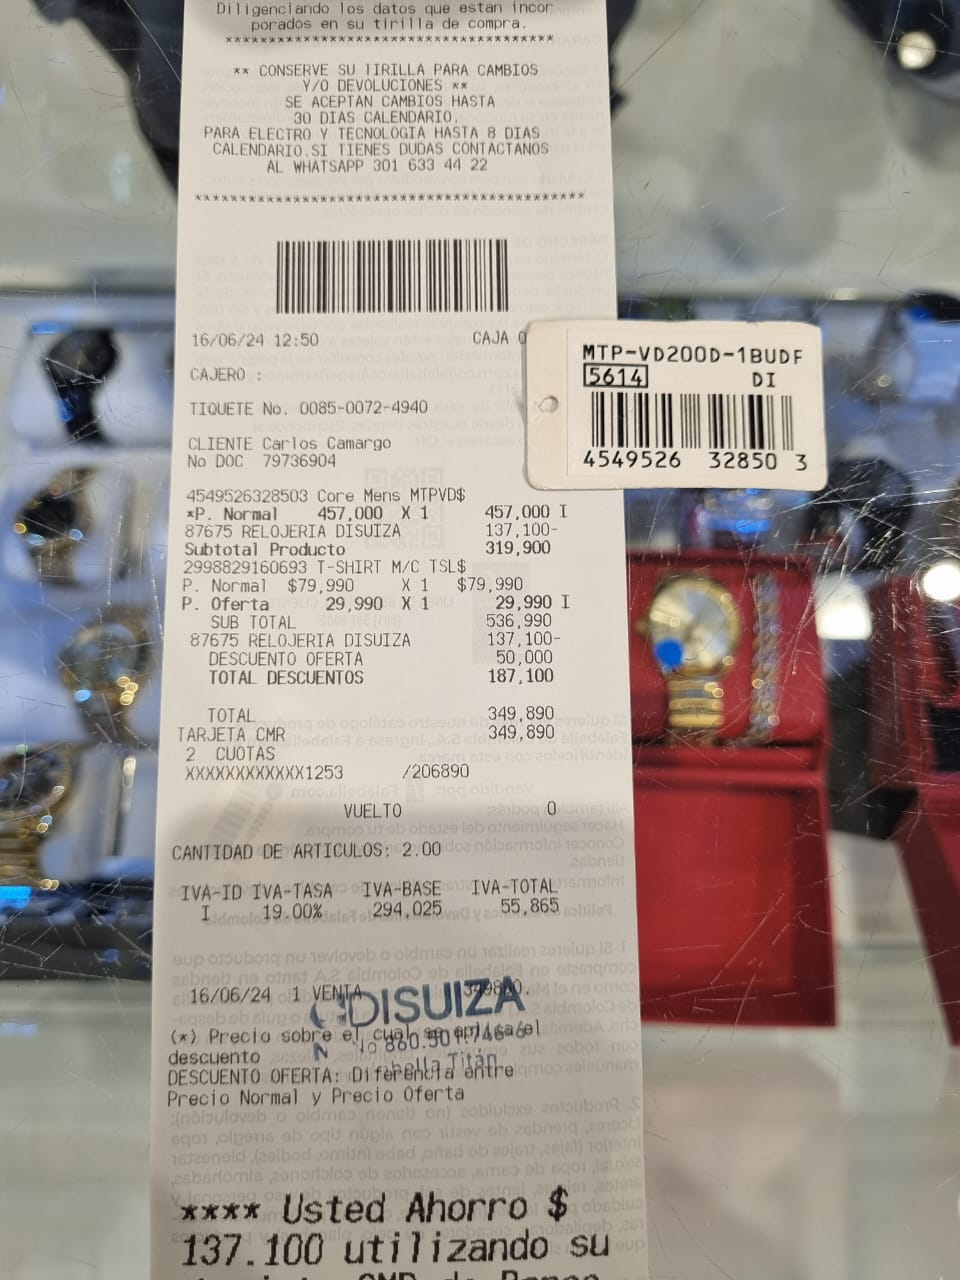 Diligenciando los datos que estan incor
porados en su tirilla de compra.
***************************************
** CONSERVE SU TIRILLA PARA CAMBIOS
Y/O DEVOLUCIONES **
SE ACEPTAN CAMBIOS HASTA
30 DIAS CALENDARIO.
PARA ELECTRO Y TECNOLOGIA HASTA 8 DIAS
CALENDARIO.SI TIENES DUDAS CONTACTANOS
AL WHATSAPP 301 633 44 22
***************************************
16/06/24 12:50 CAJA
CAJERO :
TIQUETE No. 0085-0072-4940
CLIENTE Carlos Camargo
No DOC 79736904
4549526328503 Core Mens MTPVD$
*P. Normal 457,000 X 1 457,000 I
87675 RELOJERIA DISUIZA 137,100-
Subtotal Producto 319,900
2998829160693 T-SHIRT M/C TSL$
P. Normal $79,990 X 1 $79,990
P. Oferta 29,990 X 1 29,990 I
SUB TOTAL 536,990
87675 RELOJERIA DISUIZA 137,100-
DESCUENTO OFERTA 50,000
TOTAL DESCUENTOS 187,100
TOTAL 349,890
TARJETA CMR 349,890
2 CUOTAS
XXXXXXXXXXXX1253 /206890
VUELTO 0
CANTIDAD DE ARTICULOS: 2.00
IVA-ID IVA-TASA IVA-BASE IVA-TOTAL
I 19.00% 294,025 55,865
16/06/24 1 VENTA 349890.
DISUIZA
(*) Precio sobre el cual se aplica el
descuento
860.501.746-6
Titán
DESCUENTO OFERTA: Diferencia entre
Precio Normal y Precio Oferta
**** Usted Ahorro $
137.100 utilizando su
MTP-VD200D-1BUDF
5614 DI
4549526 32850 3